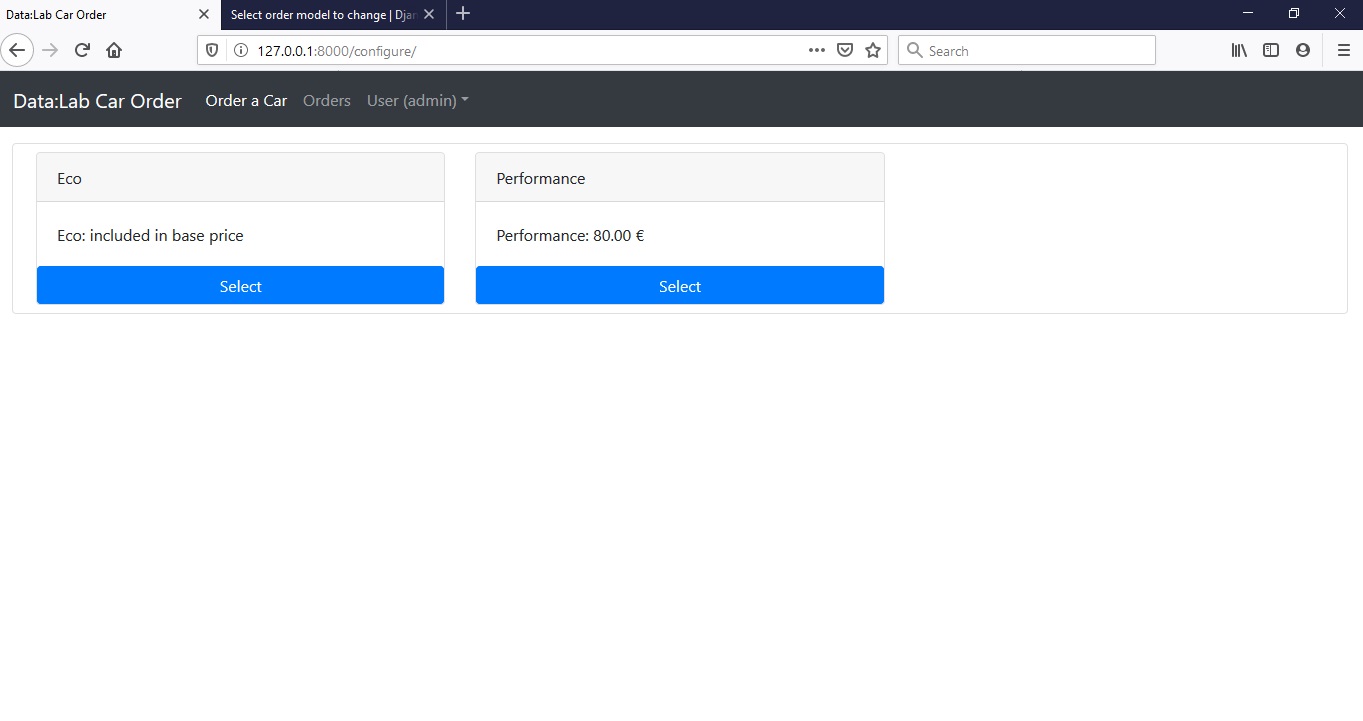 Data:Lab Car Order
Select order model to change | Djan
127.0.0.1:8000/configure/
Search
Data:Lab Car Order Order a Car Orders User (admin)
Eco
Eco: included in base price
Select
Performance
Performance: 80.00 €
Select